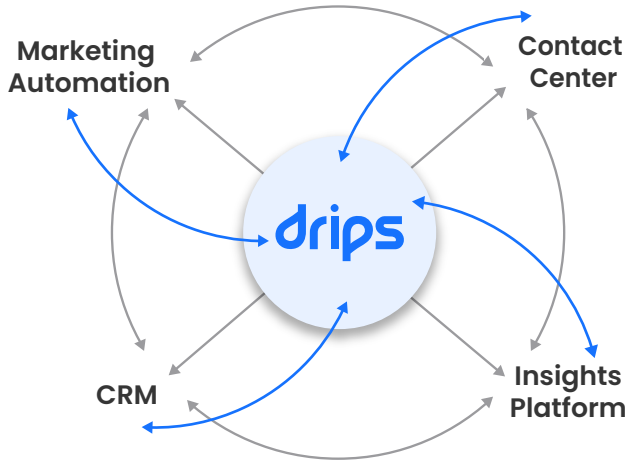 Marketing
Automation
Contact
Center
drips
CRM
Insights
Platform